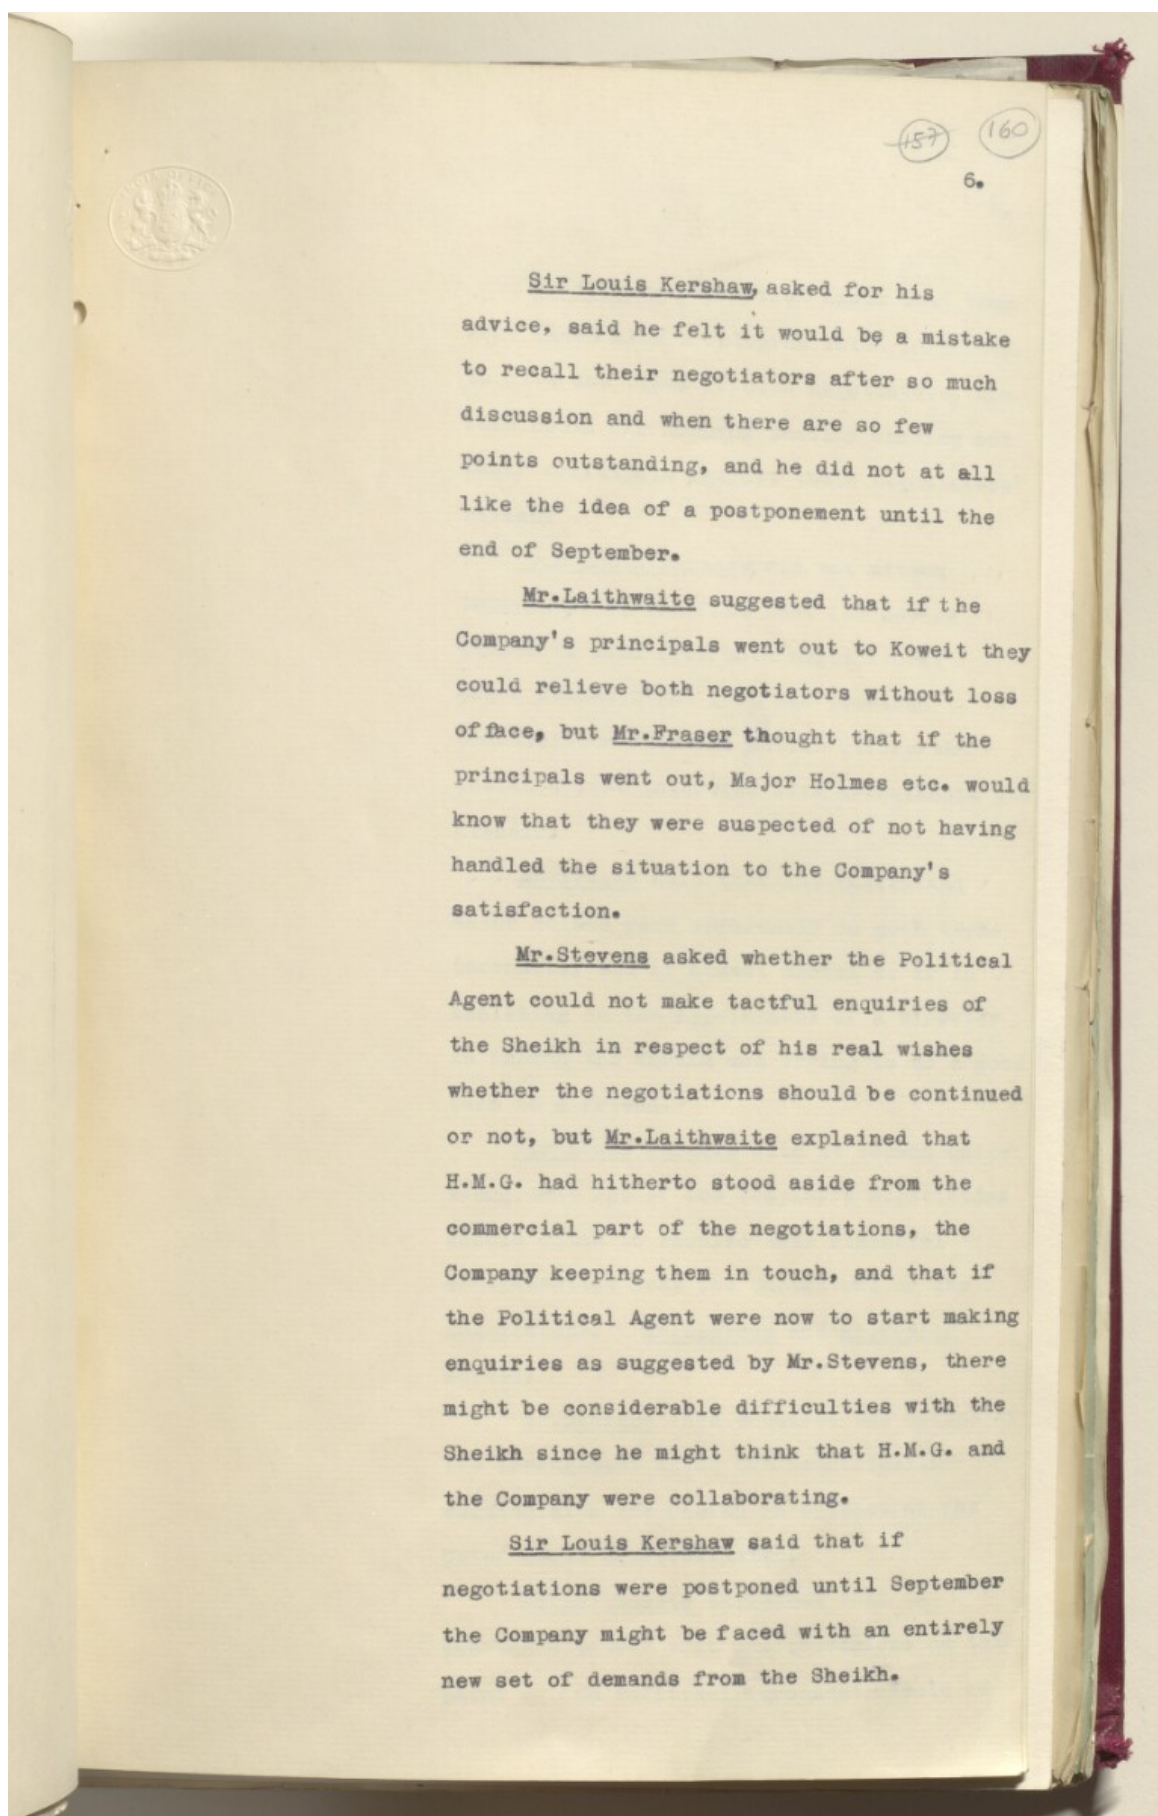 157 160
6.
INDIA OFFICE
Sir Louis Kershaw, asked for his
advice, said he felt it would be a mistake
to recall their negotiators after so much
discussion and when there are so few
points outstanding, and he did not at all
like the idea of a postponement until the
end of September.
Mr.Laithwaite suggested that if the
Company's principals went out to Koweit they
could relieve both negotiators without loss
of face, but Mr.Fraser thought that if the
principals went out, Major Holmes etc. would
know that they were suspected of not having
handled the situation to the Company's
satisfaction.
Mr.Stevens asked whether the Political
Agent could not make tactful enquiries of
the Sheikh in respect of his real wishes
whether the negotiations should be continued
or not, but Mr.Laithwaite explained that
H.M.G. had hitherto stood aside from the
commercial part of the negotiations, the
Company keeping them in touch, and that if
the Political Agent were now to start making
enquiries as suggested by Mr.Stevens, there
might be considerable difficulties with the
Sheikh since he might think that H.M.G. and
the Company were collaborating.
Sir Louis Kershaw said that if
negotiations were postponed until September
the Company might be faced with an entirely
new set of demands from the Sheikh.